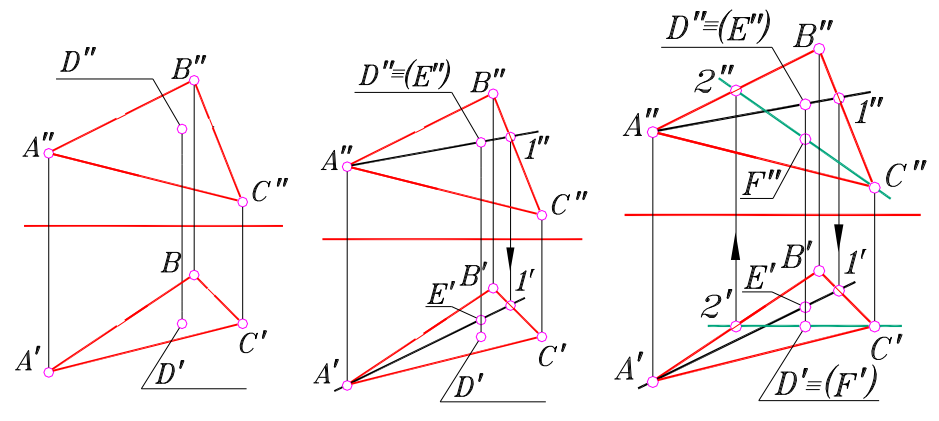 D″
B″
A″
C″
B
A′
C′
D′
D″≡(E″)
B″
A″
1″
C″
B′
1′
E′
A′
C′
D′
D″≡(E″)
B″
2″
A″
1″
F″
C″
B′
1′
E′
2′
C′
A′
D′≡(F′)